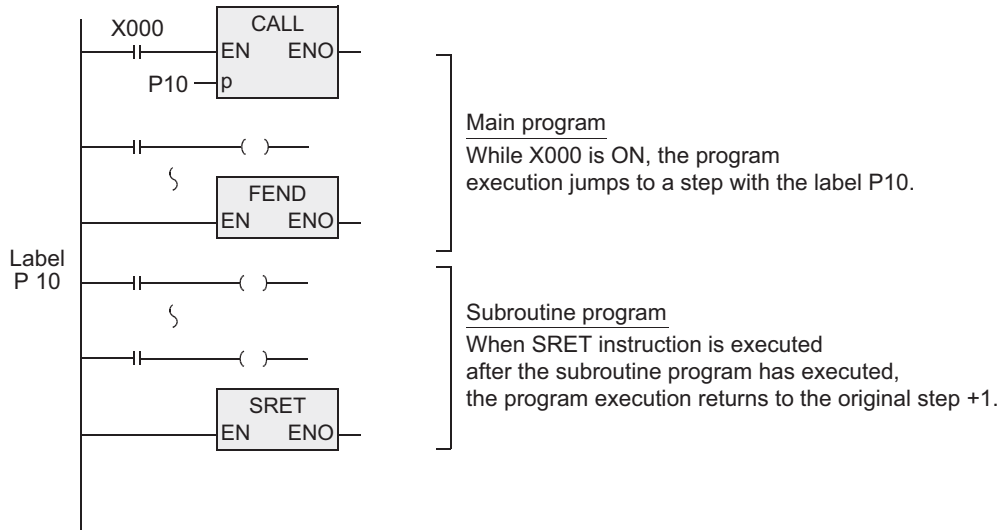 X000
CALL
EN ENO
P10
p
Main program
While X000 is ON, the program
execution jumps to a step with the label P10.
FEND
EN ENO
Label
P 10
Subroutine program
When SRET instruction is executed
after the subroutine program has executed,
the program execution returns to the original step +1.
SRET
EN ENO